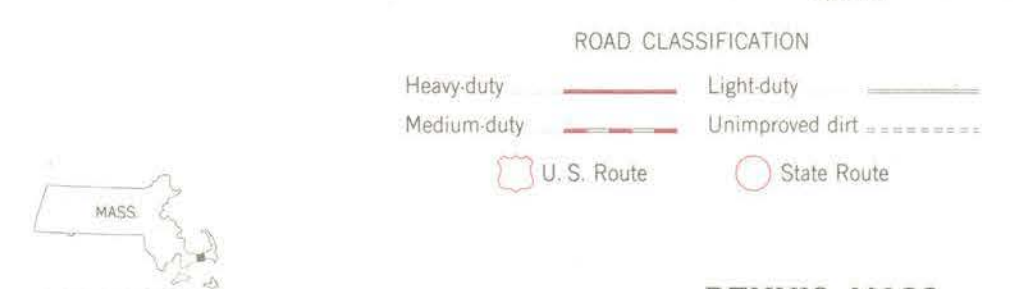 ROAD CLASSIFICATION
Heavy-duty Light-duty
Medium-duty Unimproved dirt
U. S. Route State Route
MASS.